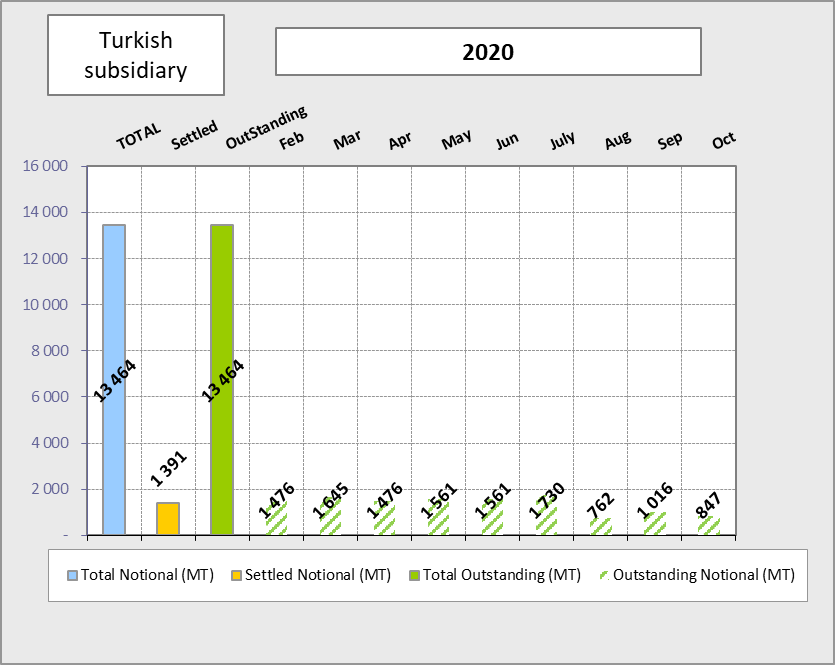 Turkish
subsidiary
2020
TOTAL Settled OutStanding Feb Mar Apr May Jun July Aug Sep Oct
16 000
14 000
12 000
10 000
8 000
6 000
4 000
2 000
-
13 464 1 391 13 464 1 476 1 645 1 476 1 561 1 561 1 730 762 1 016 847
Total Notional (MT) Settled Notional (MT) Total Outstanding (MT) Outstanding Notional (MT)